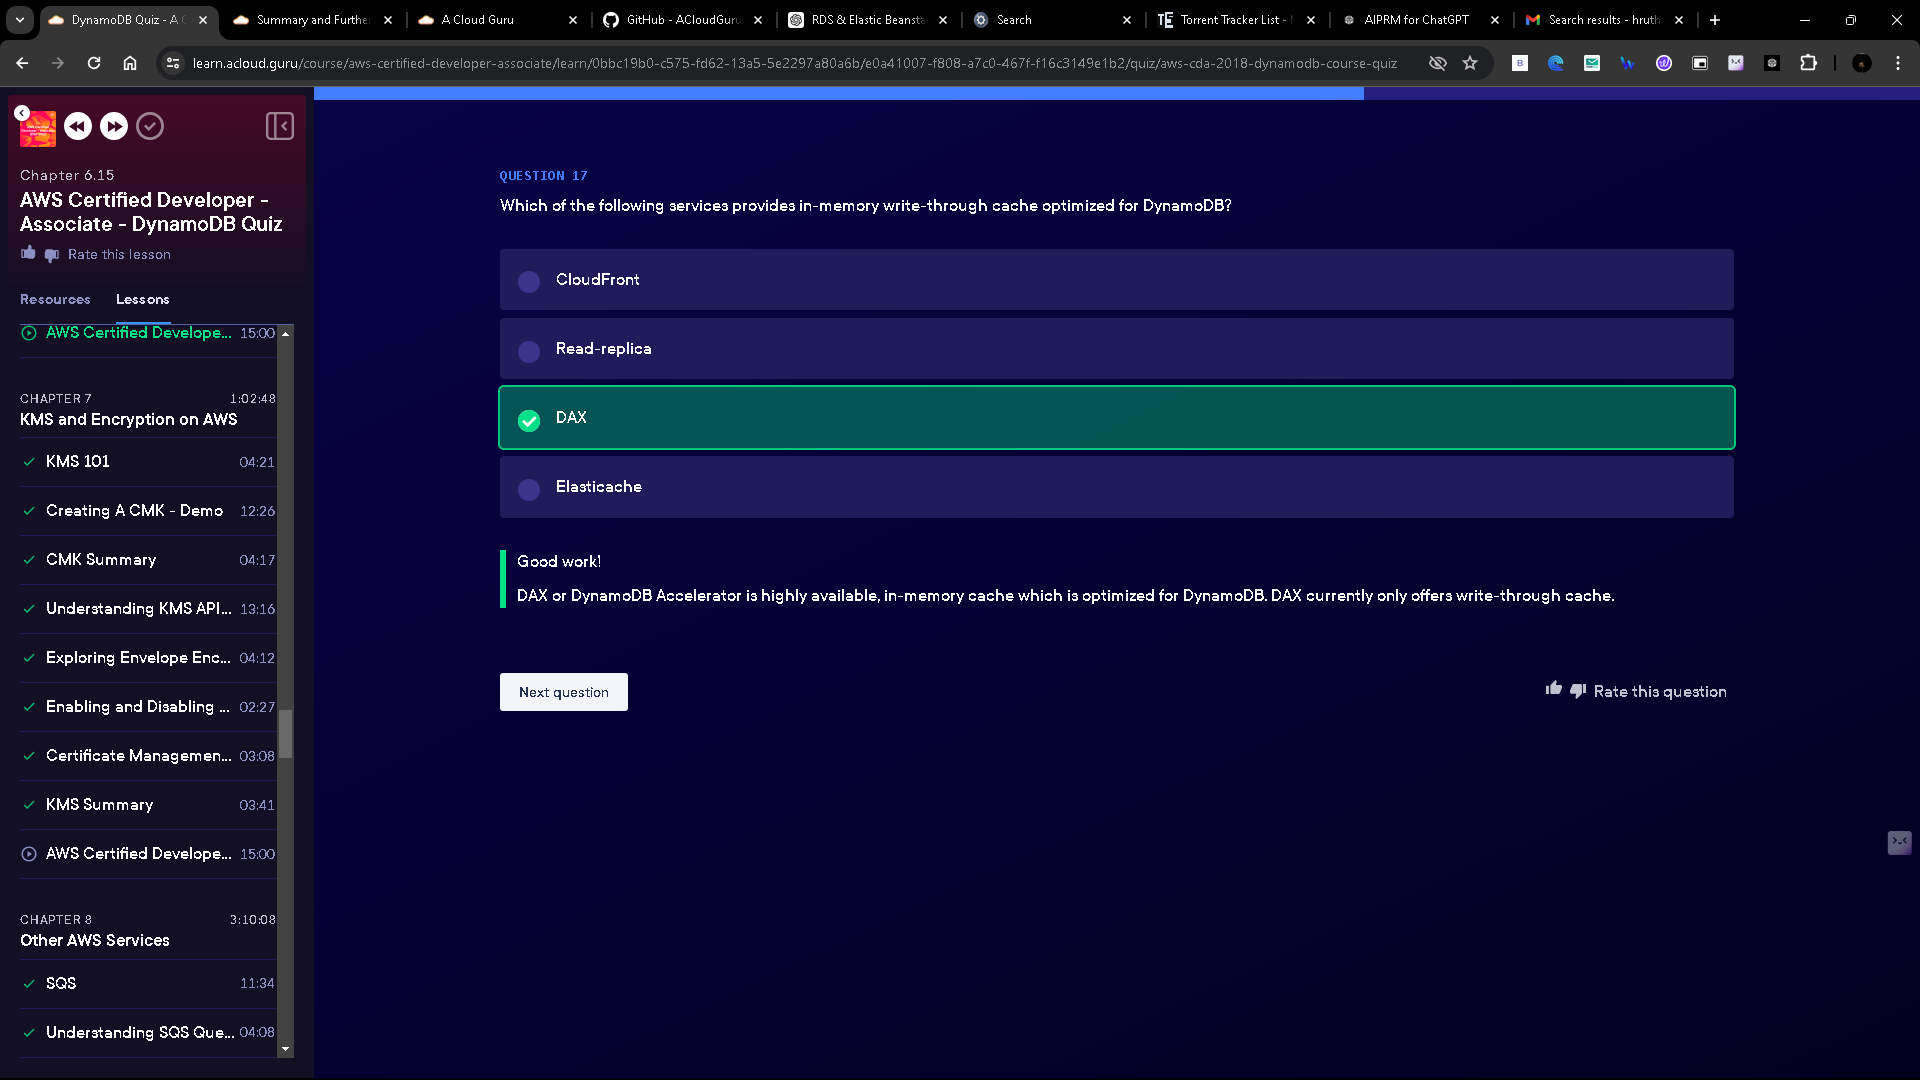 DynamoDB Quiz - A C
Summary and Further
A Cloud Guru
GitHub - ACloudGuru
RDS & Elastic Beansta
Search
Torrent Tracker List -
AIPRM for ChatGPT
Search results - hruth
learn.acloud.guru/course/aws-certified-developer-associate/learn/0bbc19b0-c575-fd62-13a5-5e2297a80a6b/e0a41007-f808-a7c0-467f-f16c3149e1b2/quiz/aws-cda-2018-dynamodb-course-quiz
Chapter 6.15
AWS Certified Developer -
Associate - DynamoDB Quiz
Rate this lesson
Resources Lessons
AWS Certified Develope... 15:00
CHAPTER 7 1:02:48
KMS and Encryption on AWS
KMS 101 04:21
Creating A CMK - Demo 12:26
CMK Summary 04:17
Understanding KMS API... 13:16
Exploring Envelope Enc... 04:12
Enabling and Disabling ... 02:27
Certificate Managemen... 03:08
KMS Summary 03:41
AWS Certified Develope... 15:00
CHAPTER 8 3:10:08
Other AWS Services
SQS 11:34
Understanding SQS Que... 04:08
QUESTION 17
Which of the following services provides in-memory write-through cache optimized for DynamoDB?
CloudFront
Read-replica
DAX
Elasticache
Good work!
DAX or DynamoDB Accelerator is highly available, in-memory cache which is optimized for DynamoDB. DAX currently only offers write-through cache.
Next question
Rate this question